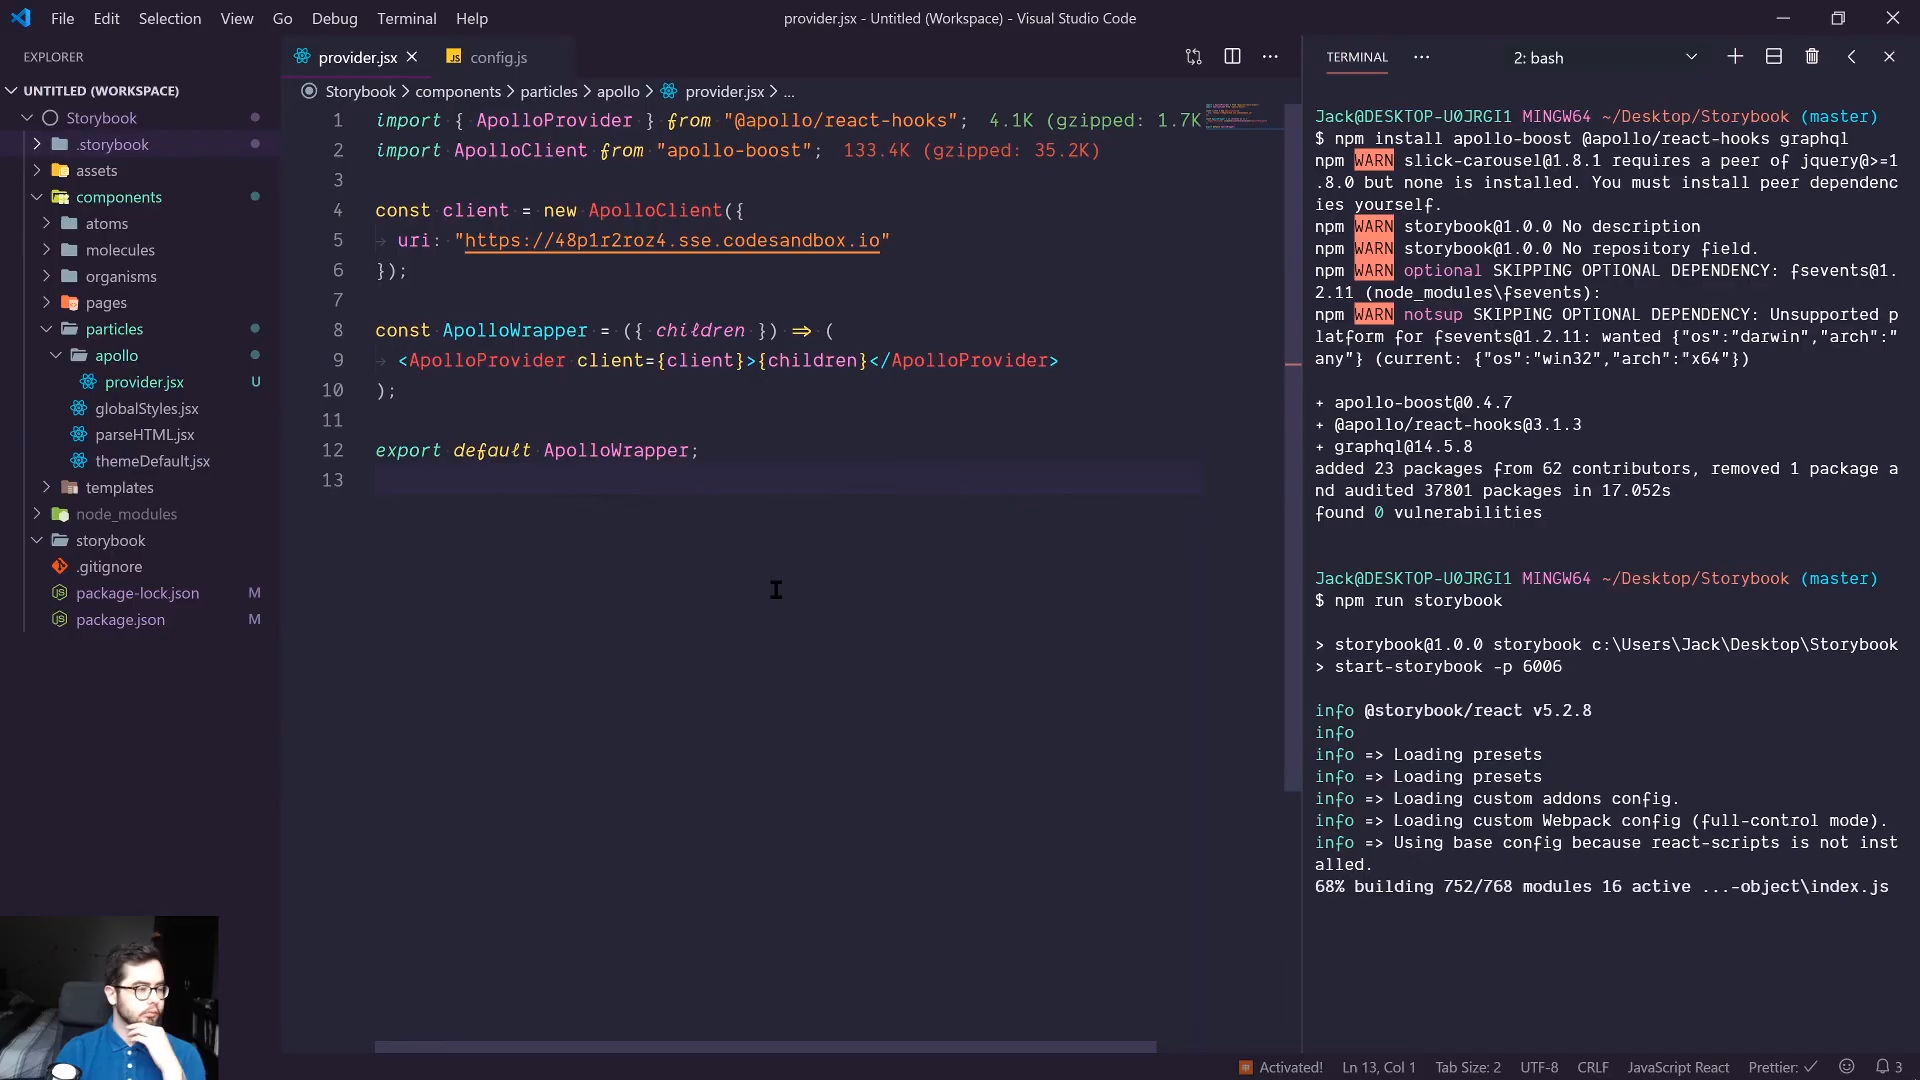 File Edit Selection View Go Debug Terminal Help
provider.jsx - Untitled (Workspace) - Visual Studio Code
EXPLORER
UNTITLED (WORKSPACE)
Storybook
.storybook
assets
components
atoms
molecules
organisms
pages
particles
apollo
provider.jsx U
globalStyles.jsx
parseHTML.jsx
themeDefault.jsx
templates
node_modules
storybook
.gitignore
package-lock.json M
package.json M
provider.jsx
JS config.js
Storybook > components > particles > apollo > provider.jsx > ...
1 import { ApolloProvider } from "@apollo/react-hooks"; 4.1K (gzipped: 1.7K
2 import ApolloClient from "apollo-boost"; 133.4K (gzipped: 35.2K)
3
4 const client = new ApolloClient({
5 uri: "https://48p1r2roz4.sse.codesandbox.io"
6 });
7
8 const ApolloWrapper = ({ children }) => (
9 <ApolloProvider client={client}>{children}</ApolloProvider>
10 );
11
12 export default ApolloWrapper;
13
TERMINAL ... 2: bash
Jack@DESKTOP-U0JRGI1 MINGW64 ~/Desktop/Storybook (master)
$ npm install apollo-boost @apollo/react-hooks graphql
npm WARN slick-carousel@1.8.1 requires a peer of jquery@>=1
.8.0 but none is installed. You must install peer dependenc
ies yourself.
npm WARN storybook@1.0.0 No description
npm WARN storybook@1.0.0 No repository field.
npm WARN optional SKIPPING OPTIONAL DEPENDENCY: fsevents@1.
2.11 (node_modules\fsevents):
npm WARN notsup SKIPPING OPTIONAL DEPENDENCY: Unsupported p
latform for fsevents@1.2.11: wanted {"os":"darwin","arch":"
any"} (current: {"os":"win32","arch":"x64"})
+ apollo-boost@0.4.7
+ @apollo/react-hooks@3.1.3
+ graphql@14.5.8
added 23 packages from 62 contributors, removed 1 package a
nd audited 37801 packages in 17.052s
found 0 vulnerabilities
Jack@DESKTOP-U0JRGI1 MINGW64 ~/Desktop/Storybook (master)
$ npm run storybook
> storybook@1.0.0 storybook c:\Users\Jack\Desktop\Storybook
> start-storybook -p 6006
info @storybook/react v5.2.8
info
info => Loading presets
info => Loading presets
info => Loading custom addons config.
info => Loading custom Webpack config (full-control mode).
info => Using base config because react-scripts is not inst
alled.
68% building 752/768 modules 16 active ...-object\index.js
Activated! Ln 13, Col 1 Tab Size: 2 UTF-8 CRLF JavaScript React Prettier: ✓ 3